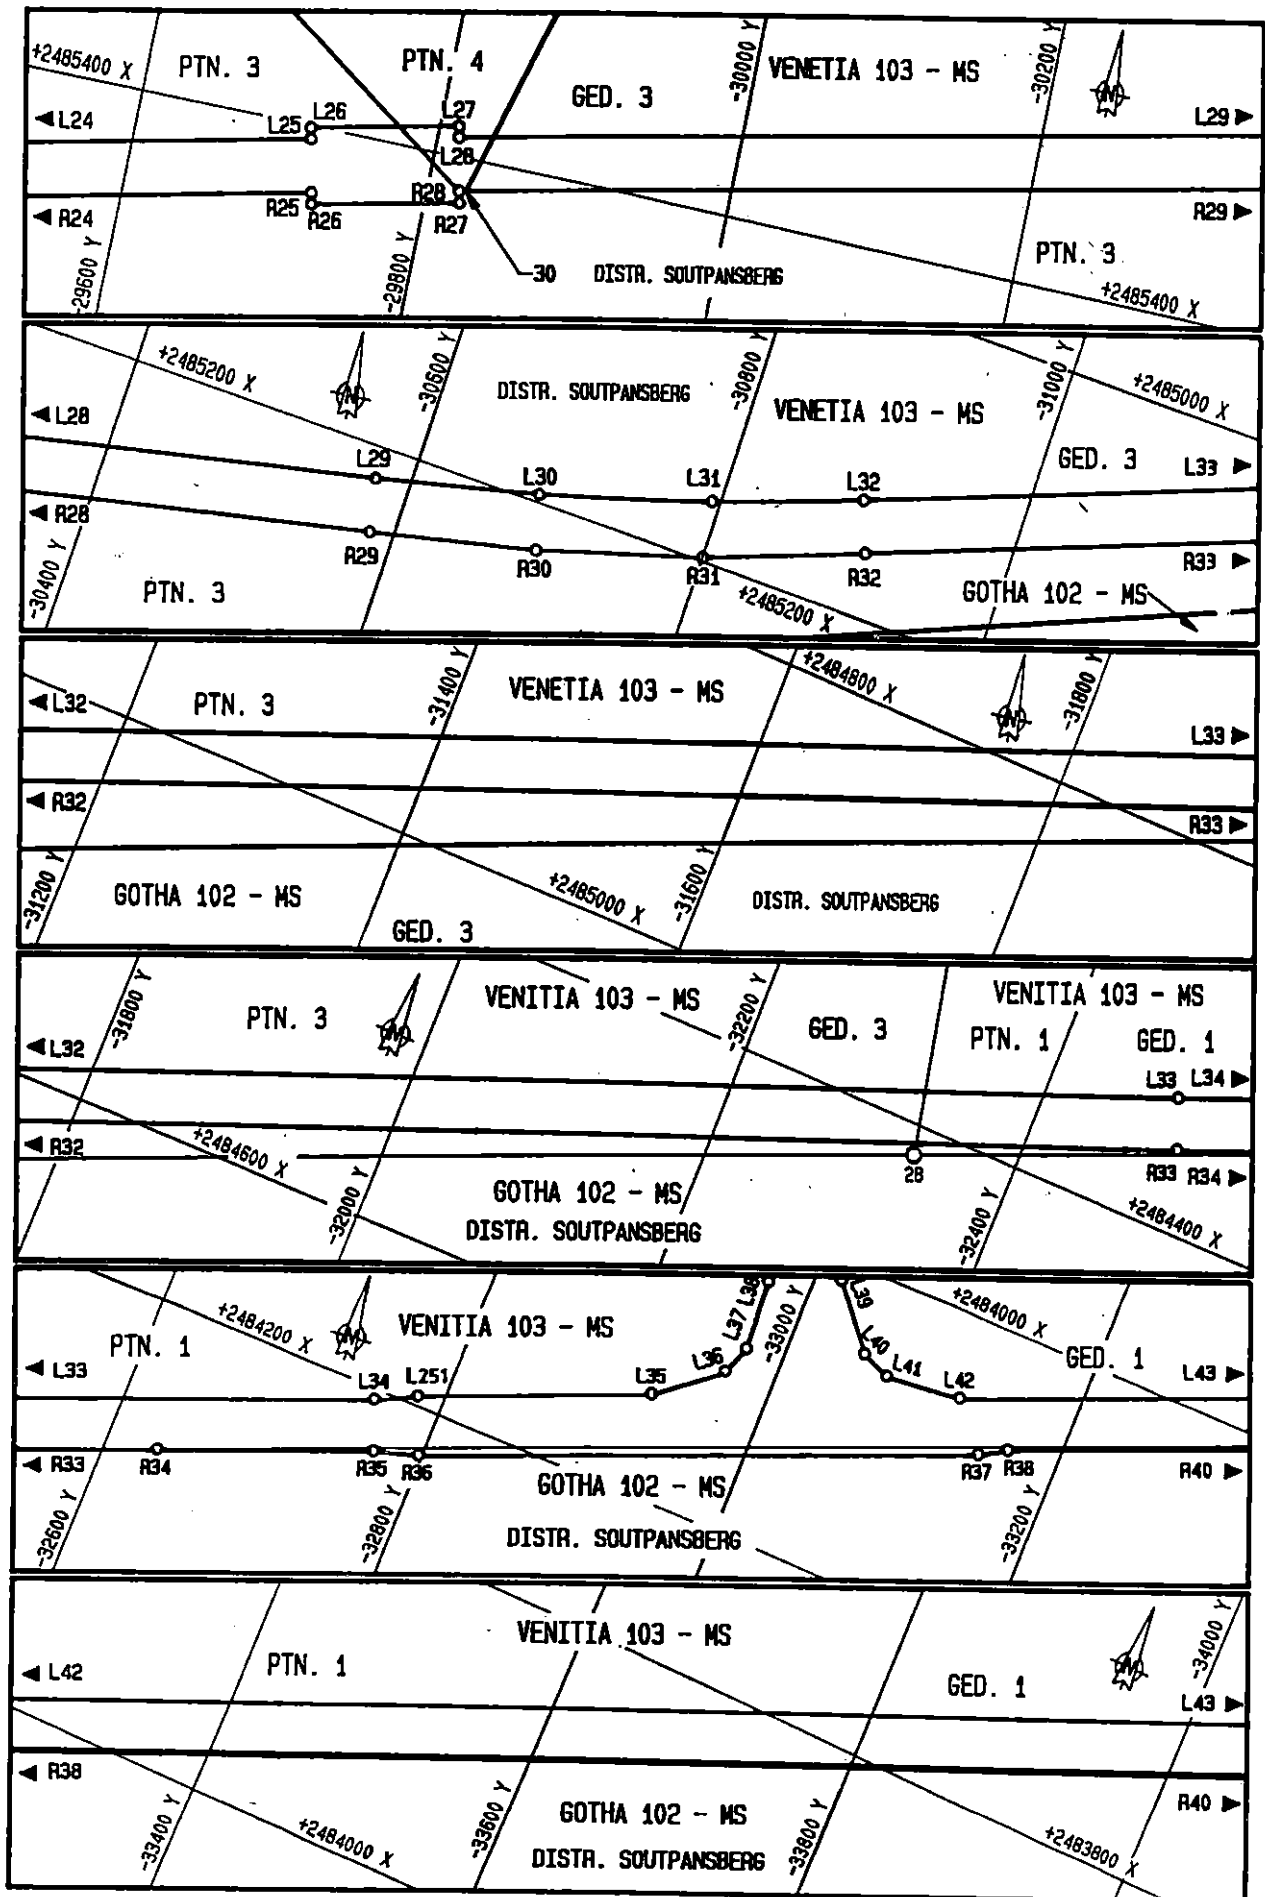 +2485400 X
PTN. 3
PTN. 4
GED. 3
-30000 Y
VENETIA 103 - MS
-30200 Y
N
L24
L25
L26
L27
L28
L29
R24
R25
R26
R28
R27
R29
-29600 Y
-29800 Y
30
DISTR. SOUTPANSBERG
PTN. 3
+2485400 X
+2485200 X
N
-30600 Y
DISTR. SOUTPANSBERG
-30800 Y
VENETIA 103 - MS
-31000 Y
+2485000 X
L28
L29
L30
L31
L32
GED. 3
L33
R28
R29
R30
R31
R32
R33
-30400 Y
PTN. 3
+2485200 X
GOTHA 102 - MS
L32
PTN. 3
-31400 Y
VENETIA 103 - MS
+2484800 X
N
-31800 Y
L33
R32
R33
-31200 Y
GOTHA 102 - MS
GED. 3
+2485000 X
-31600 Y
DISTR. SOUTPANSBERG
-31800 Y
PTN. 3
N
VENITIA 103 - MS
-32200 Y
GED. 3
VENITIA 103 - MS
PTN. 1
GED. 1
L32
L33
L34
R32
+2484600 X
28
R33
R34
-32000 Y
GOTHA 102 - MS
DISTR. SOUTPANSBERG
-32400 Y
+2484400 X
PTN. 1
+2484200 X
N
VENITIA 103 - MS
L38
L37
-33000 Y
L39
+2484000 X
L33
L34
L251
L35
L36
L40
L41
L42
GED. 1
L43
R33
R34
R35
R36
R37
R38
R40
-32600 Y
-32800 Y
GOTHA 102 - MS
DISTR. SOUTPANSBERG
-33200 Y
VENITIA 103 - MS
L42
PTN. 1
GED. 1
N
-34000 Y
L43
R38
R40
-33400 Y
+2484000 X
-33600 Y
GOTHA 102 - MS
DISTR. SOUTPANSBERG
-33800 Y
+2483800 X